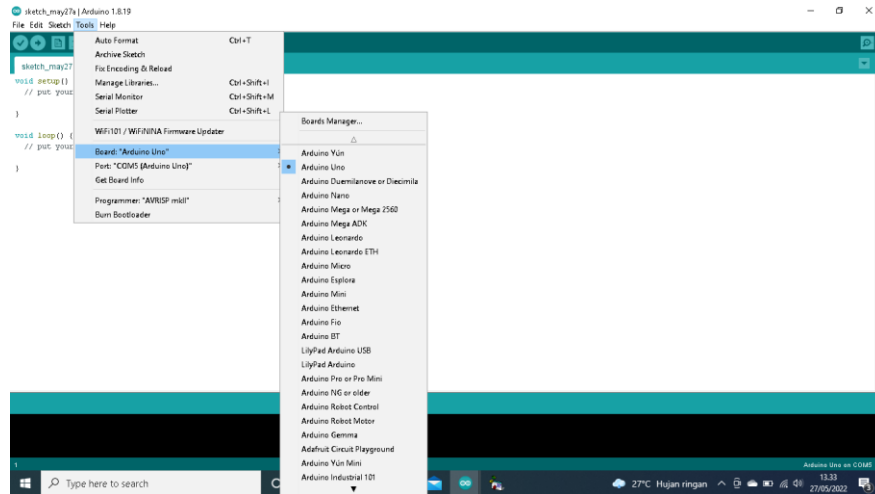 sketch_may27a | Arduino 1.8.19
File Edit Sketch Tools Help
sketch_may27
void setup()
// put your
}
void loop() {
// put your
}
Auto Format Ctrl+T
Archive Sketch
Fix Encoding & Reload
Manage Libraries... Ctrl+Shift+I
Serial Monitor Ctrl+Shift+M
Serial Plotter Ctrl+Shift+L
WiFi101 / WiFiNINA Firmware Updater
Board: "Arduino Uno"
Port: "COM5 (Arduino Uno)"
Get Board Info
Programmer: "AVRISP mkII"
Burn Bootloader
Boards Manager...
Arduino Yún
Arduino Uno
Arduino Duemilanove or Diecimila
Arduino Nano
Arduino Mega or Mega 2560
Arduino Mega ADK
Arduino Leonardo
Arduino Leonardo ETH
Arduino Micro
Arduino Esplora
Arduino Mini
Arduino Ethernet
Arduino Fio
Arduino BT
LilyPad Arduino USB
LilyPad Arduino
Arduino Pro or Pro Mini
Arduino NG or older
Arduino Robot Control
Arduino Robot Motor
Arduino Gemma
Adafruit Circuit Playground
Arduino Yún Mini
Arduino Industrial 101
1
Arduino Uno on COM5
Type here to search
27°C Hujan ringan
13.33
27/05/2022
3